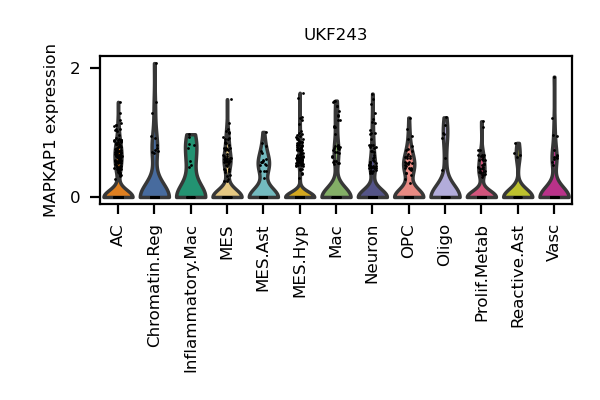 UKF243
MAPKAP1 expression
2
0
AC
Chromatin.Reg
Inflammatory.Mac
MES
MES.Ast
MES.Hyp
Mac
Neuron
OPC
Oligo
Prolif.Metab
Reactive.Ast
Vasc